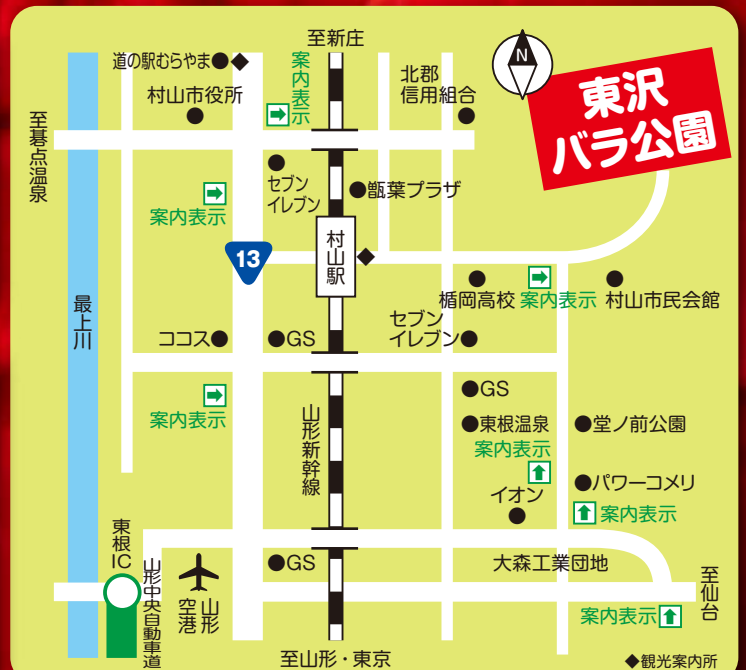 至新庄
N
東沢
バラ公園
道の駅むらやま
案内表示
北郡
信用組合
村山市役所
至碁点温泉
セブン
イレブン
甑葉プラザ
案内表示
13
村山駅
楯岡高校
案内表示
村山市民会館
最上川
ココス
GS
セブン
イレブン
案内表示
山形新幹線
GS
東根温泉
堂ノ前公園
案内表示
パワーコメリ
イオン
案内表示
東根IC
山形中央自動車道
山形空港
GS
大森工業団地
至仙台
案内表示
至山形・東京
◆観光案内所